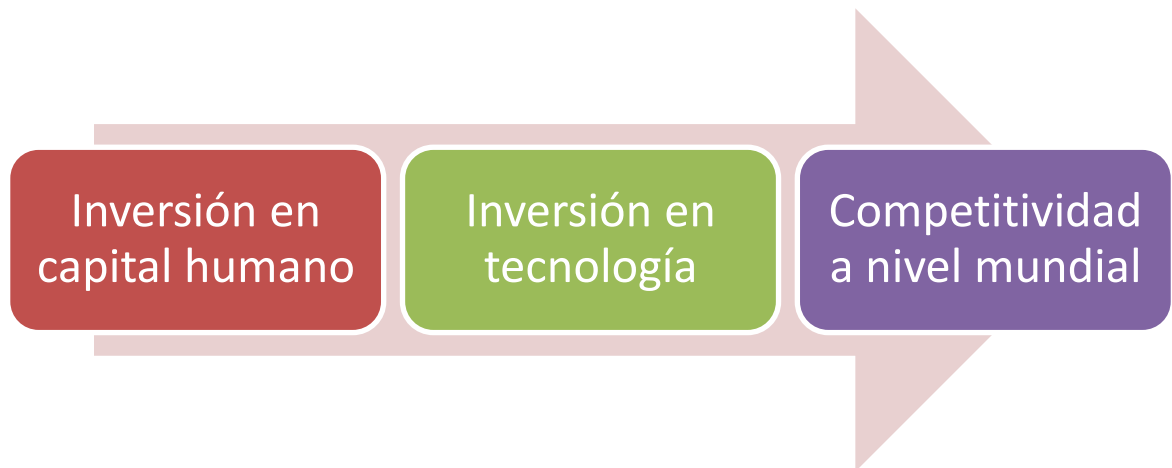 Inversión en
capital humano
Inversión en
tecnología
Competitividad
a nivel mundial